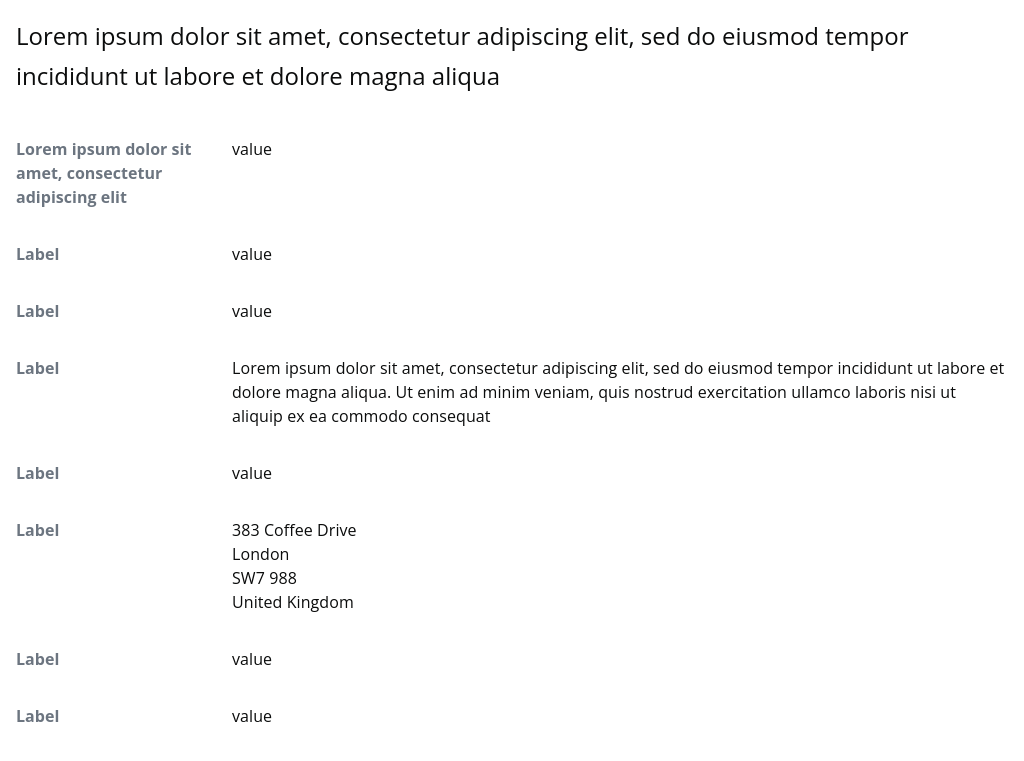 Lorem ipsum dolor sit amet, consectetur adipiscing elit, sed do eiusmod tempor
incididunt ut labore et dolore magna aliqua
Lorem ipsum dolor sit
amet, consectetur
adipiscing elit
value
Label
value
Label
value
Label
Lorem ipsum dolor sit amet, consectetur adipiscing elit, sed do eiusmod tempor incididunt ut labore et
dolore magna aliqua. Ut enim ad minim veniam, quis nostrud exercitation ullamco laboris nisi ut
aliquip ex ea commodo consequat
Label
value
Label
383 Coffee Drive
London
SW7 988
United Kingdom
Label
value
Label
value